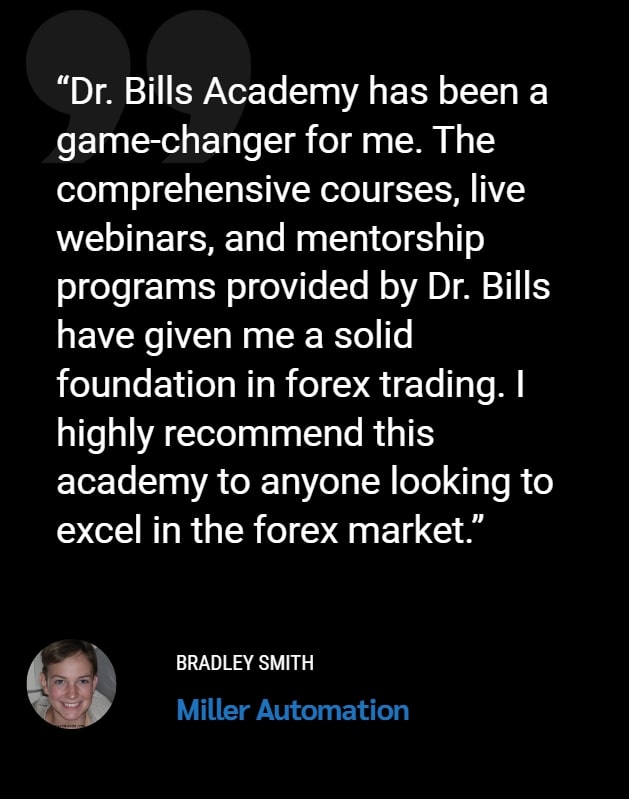 “Dr. Bills Academy has been a
game-changer for me. The
comprehensive courses, live
webinars, and mentorship
programs provided by Dr. Bills
have given me a solid
foundation in forex trading. I
highly recommend this
academy to anyone looking to
excel in the forex market.”
BRADLEY SMITH
Miller Automation